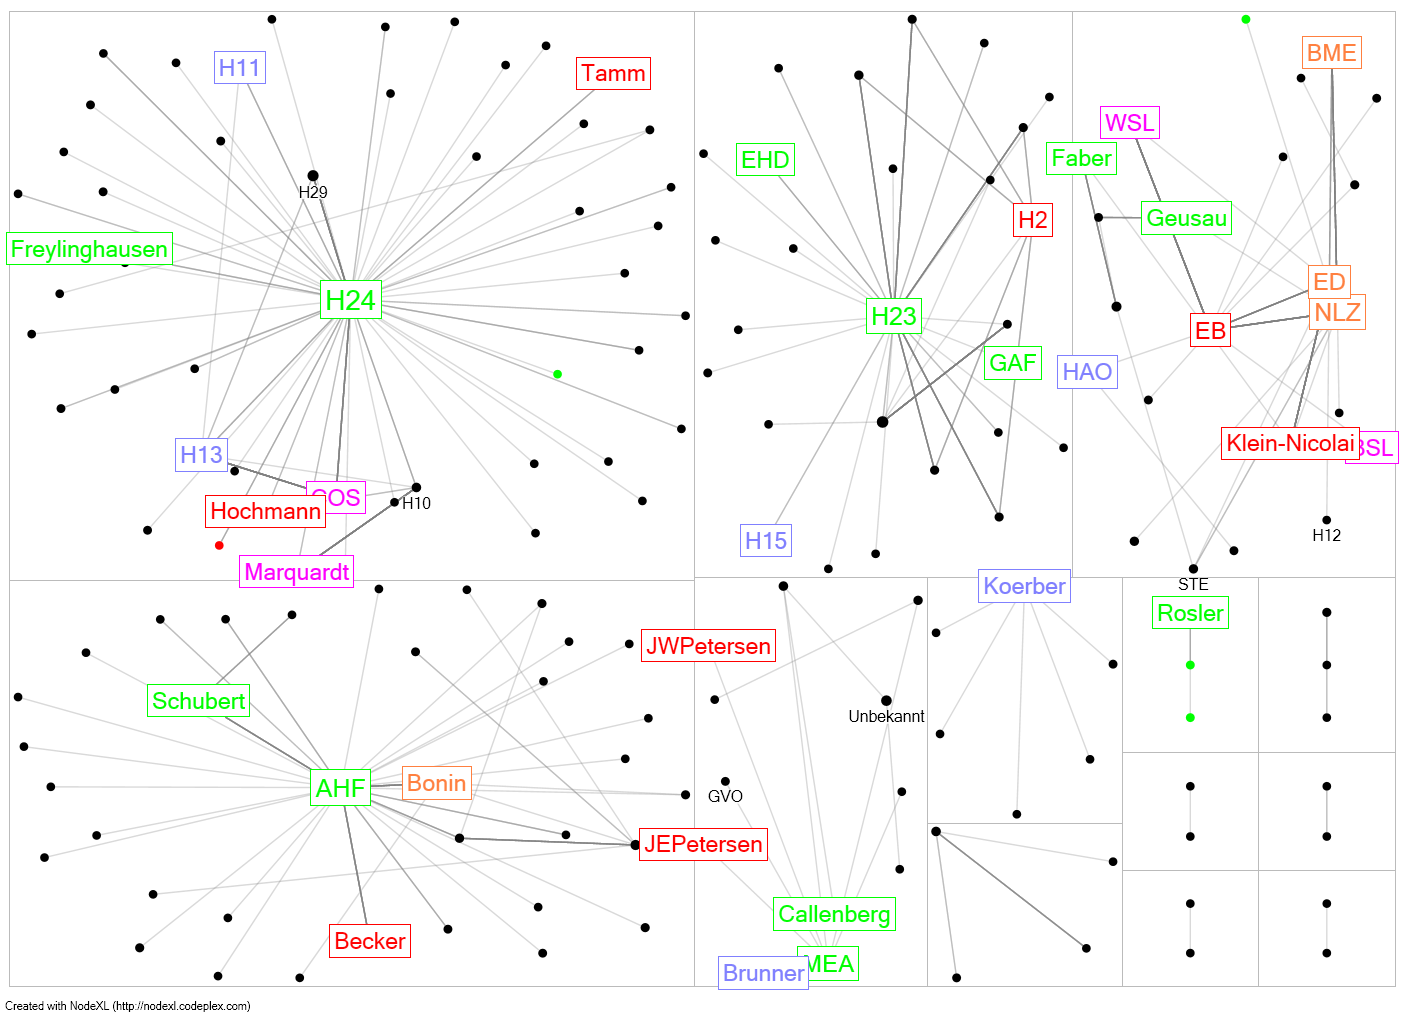 H11
Tamm
H29
Freylinghausen
H24
H13
COS
Hochmann
H10
Marquardt
EHD
H2
H23
GAF
H15
BME
WSL
Faber
Geusau
ED
NLZ
EB
HAO
Klein-Nicolai
BSL
H12
STE
Schubert
AHF
Bonin
Becker
JWPetersen
Unbekannt
GVO
JEPetersen
Callenberg
MEA
Brunner
Koerber
Rosler
Created with NodeXL (http://nodexl.codeplex.com)